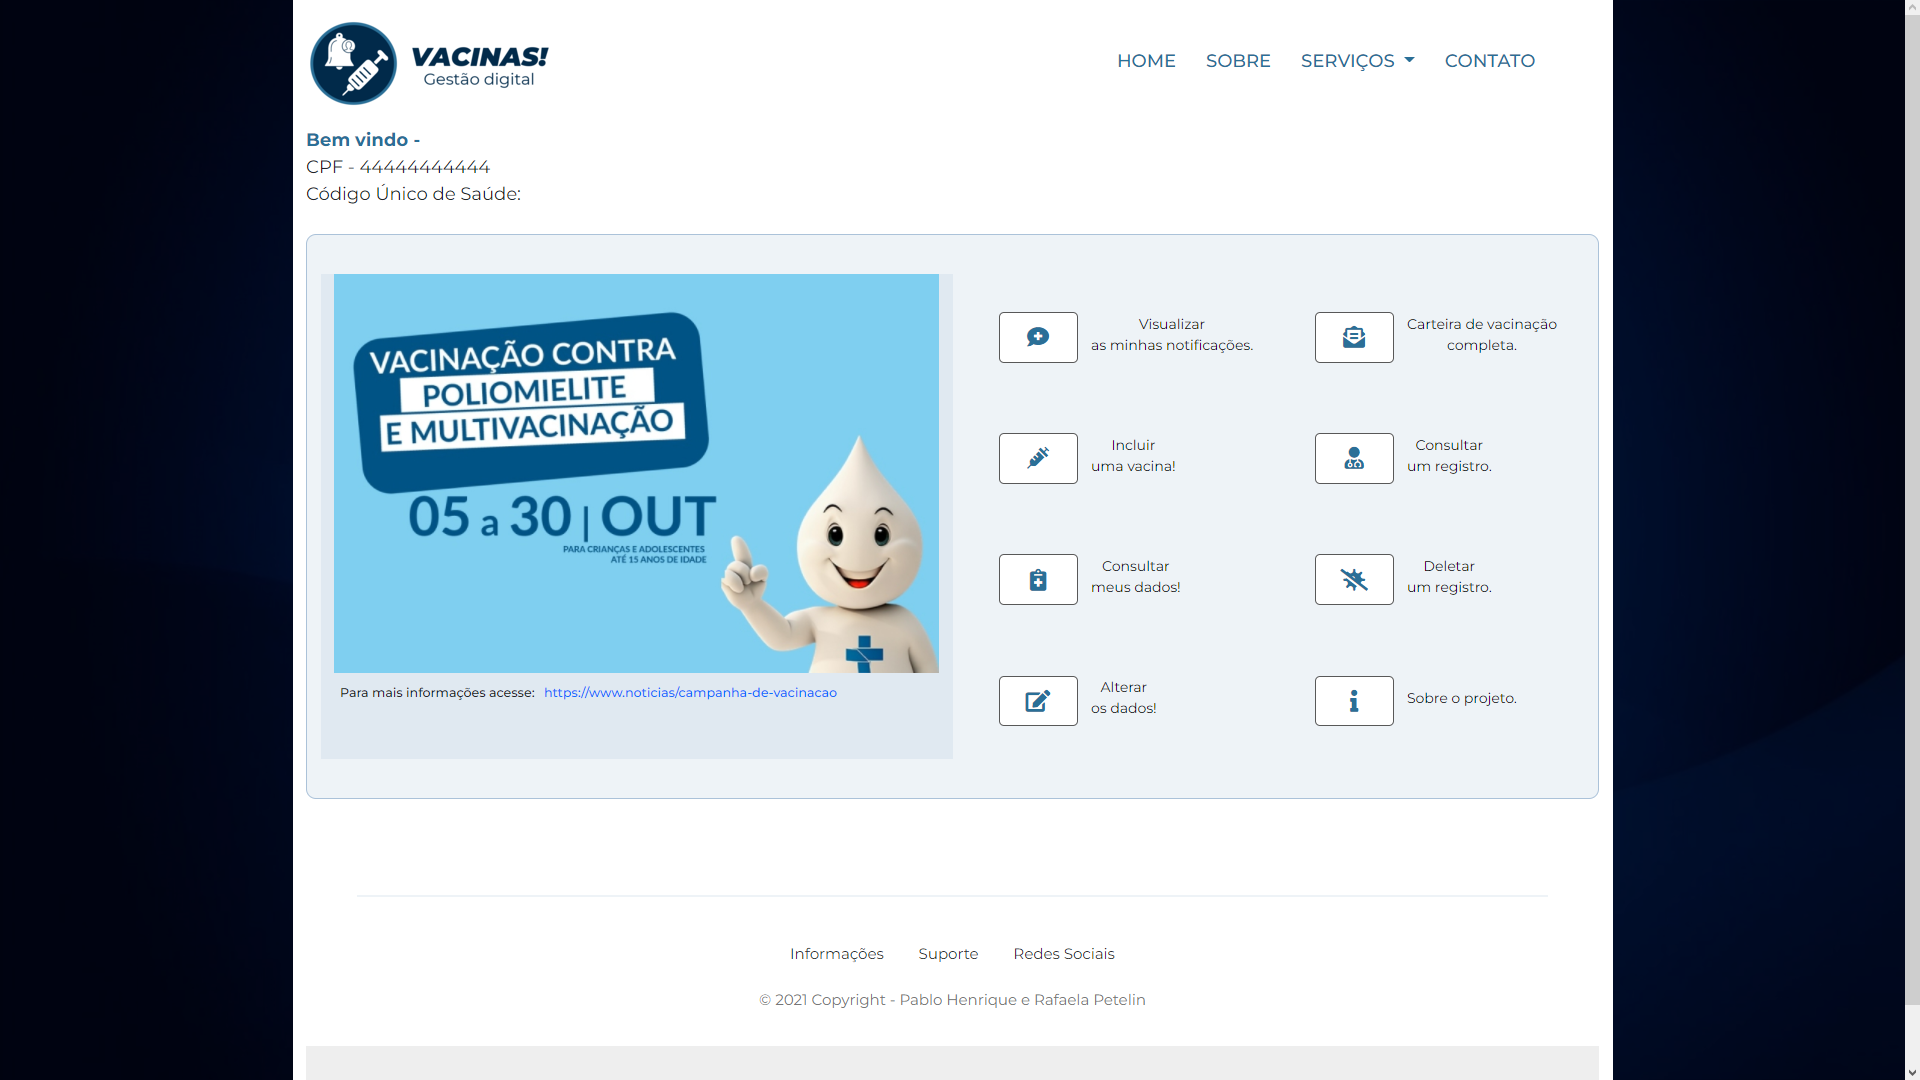 VACINAS!
Gestão digital
HOME SOBRE SERVIÇOS CONTATO
Bem vindo -
CPF - 44444444444
Código Único de Saúde:
VACINAÇÃO CONTRA
POLIOMIELITE
E MULTIVACINAÇÃO
05 a 30 | OUT
PARA CRIANÇAS E ADOLESCENTES
ATÉ 15 ANOS DE IDADE
Para mais informações acesse: https://www.noticias/campanha-de-vacinacao
Visualizar
as minhas notificações.
Carteira de vacinação
completa.
Incluir
uma vacina!
Consultar
um registro.
Consultar
meus dados!
Deletar
um registro.
Alterar
os dados!
Sobre o projeto.
Informações Suporte Redes Sociais
© 2021 Copyright - Pablo Henrique e Rafaela Petelin